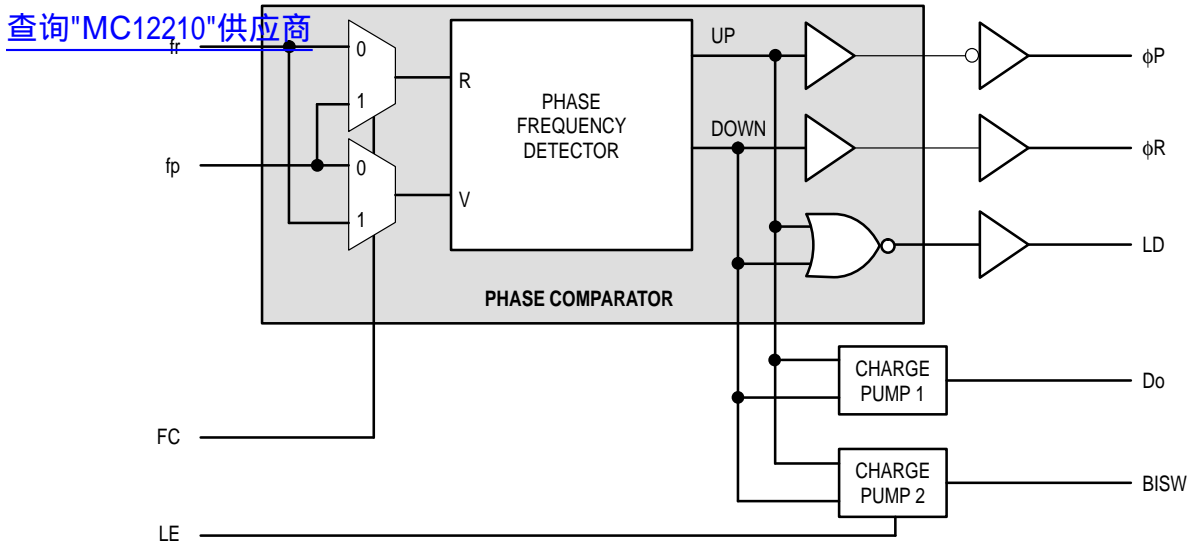 查询"MC12210"供应商
fr
0
1
R
PHASE
FREQUENCY
DETECTOR
UP
DOWN
ϕP
ϕR
fp
0
1
V
LD
PHASE COMPARATOR
CHARGE
PUMP 1
Do
FC
CHARGE
PUMP 2
BISW
LE